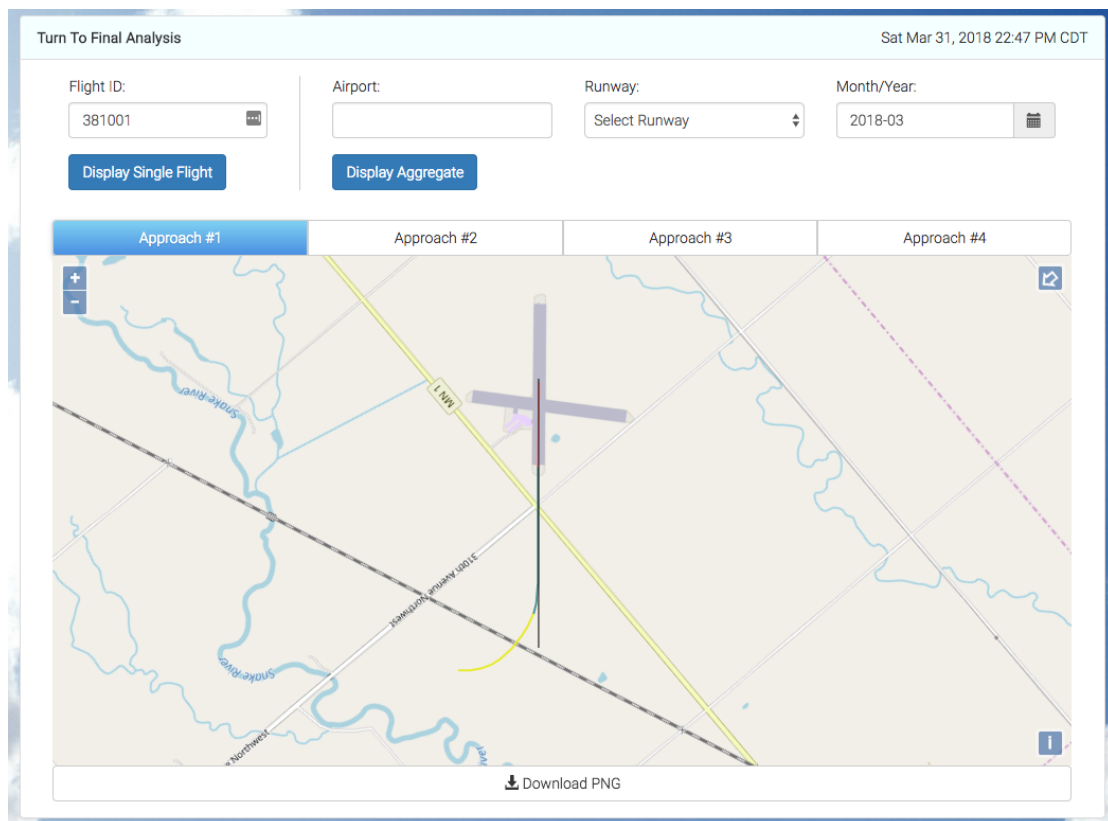 Turn To Final Analysis
Sat Mar 31, 2018 22:47 PM CDT
Flight ID:
Airport:
Runway:
Month/Year:
381001
Select Runway
2018-03
Display Single Flight
Display Aggregate
Approach #1
Approach #2
Approach #3
Approach #4
+
-
Snake River
MN 1
310th Avenue Northwest
Snake River
Northwest
River
i
Download PNG